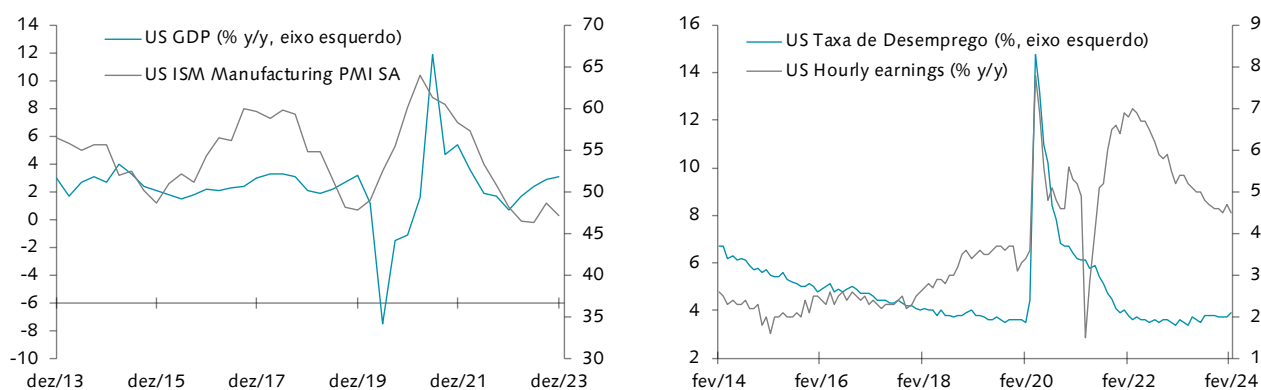 US GDP (% y/y, eixo esquerdo)
US ISM Manufacturing PMI SA
14
12
10
8
6
4
2
0
-2
-4
-6
-8
-10
70
65
60
55
50
45
40
35
30
dez/13
dez/15
dez/17
dez/19
dez/21
dez/23
US Taxa de Desemprego (%, eixo esquerdo)
US Hourly earnings (% y/y)
16
14
12
10
8
6
4
2
9
8
7
6
5
4
3
2
1
fev/14
fev/16
fev/18
fev/20
fev/22
fev/24